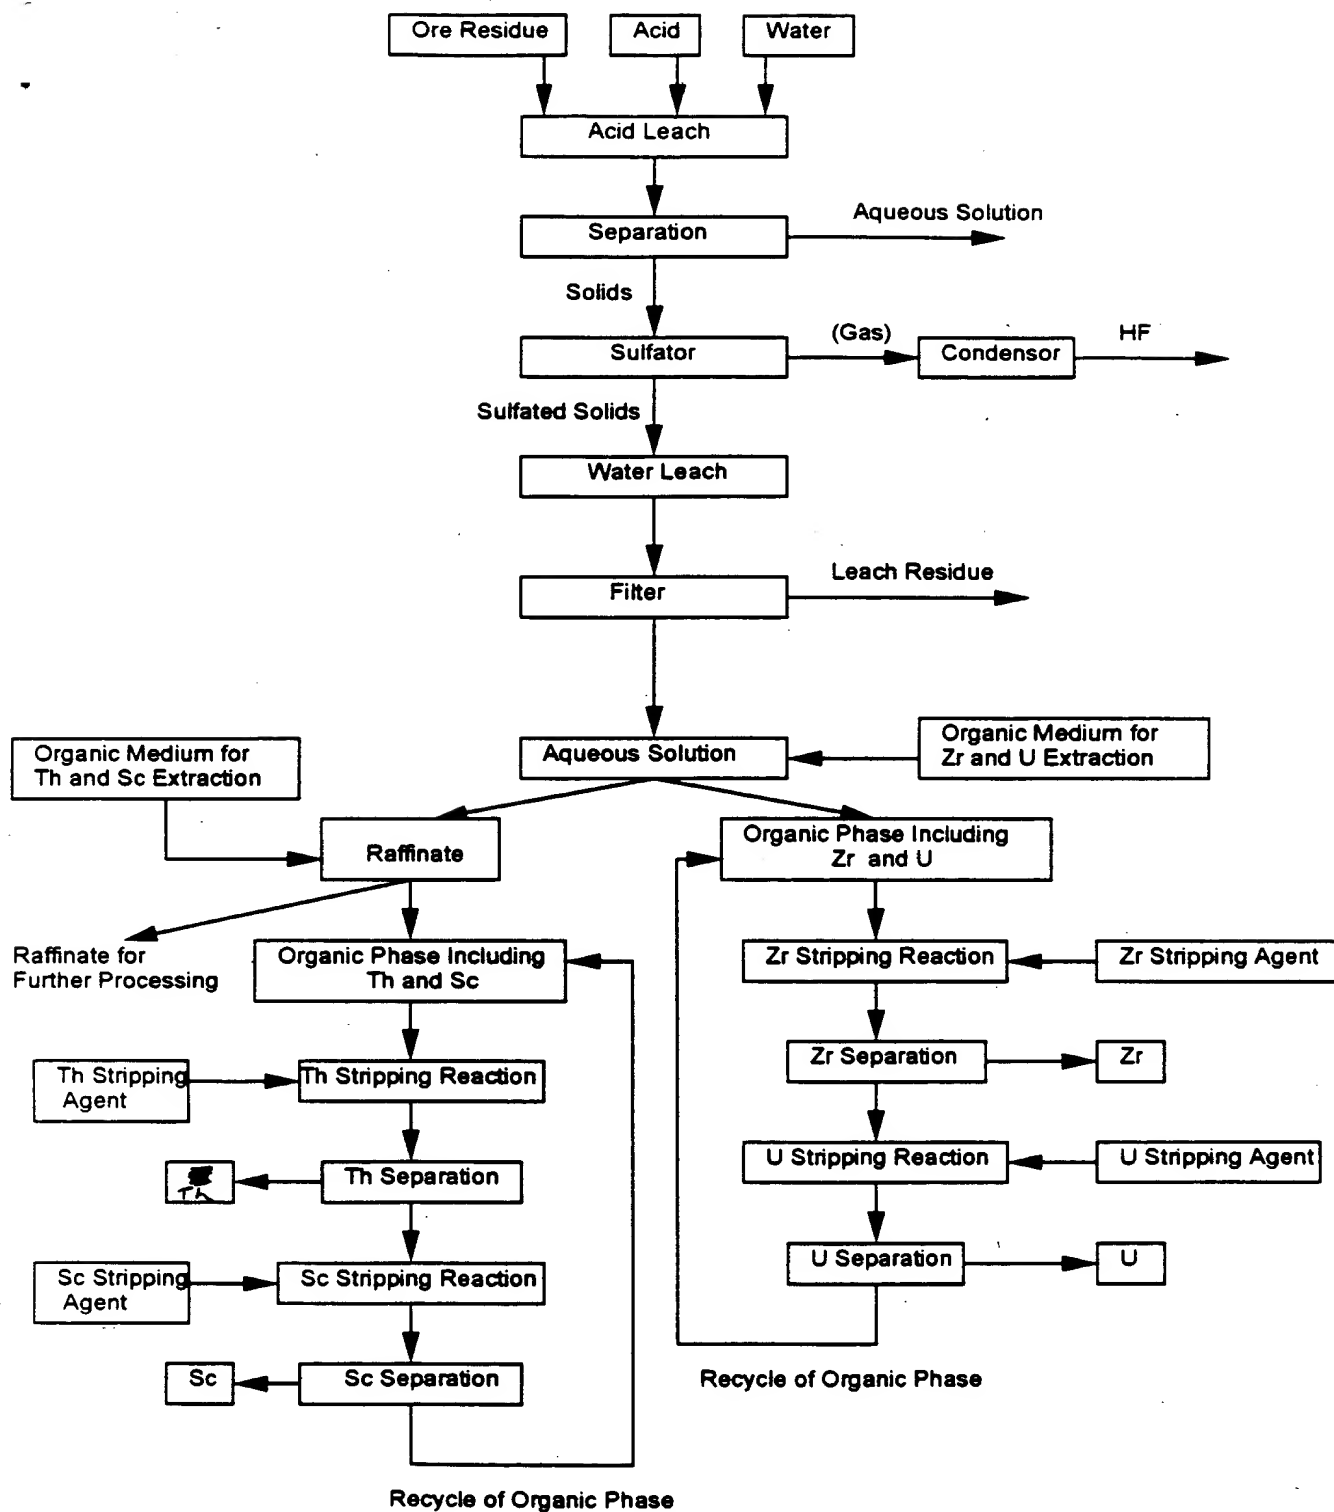 Ore Residue
Acid
Water
Acid Leach
Separation
Aqueous Solution
Solids
Sulfator
(Gas)
Condensor
HF
Sulfated Solids
Water Leach
Filter
Leach Residue
Organic Medium for
Th and Sc Extraction
Aqueous Solution
Organic Medium for
Zr and U Extraction
Raffinate
Organic Phase Including
Zr and U
Raffinate for
Further Processing
Organic Phase Including
Th and Sc
Zr Stripping Reaction
Zr Stripping Agent
Th Stripping
Agent
Th Stripping Reaction
Zr Separation
Zr
Th
Th Separation
U Stripping Reaction
U Stripping Agent
Sc Stripping
Agent
Sc Stripping Reaction
U Separation
U
Sc
Sc Separation
Recycle of Organic Phase
Recycle of Organic Phase